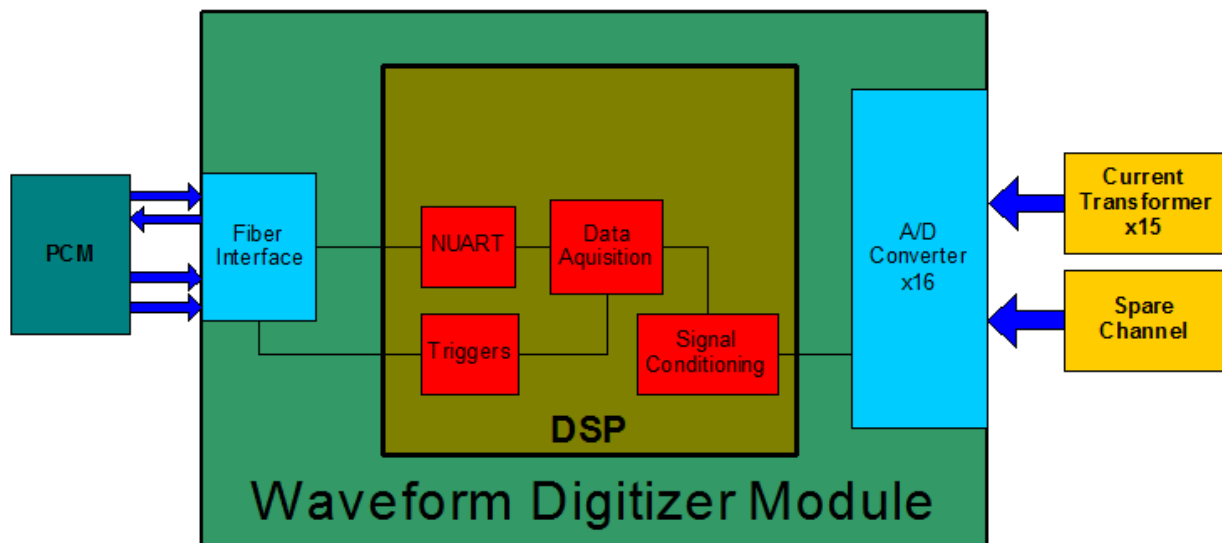 PCM
Fiber
Interface
NUART
Data
Aquisition
Triggers
Signal
Conditioning
DSP
A/D
Converter
x16
Current
Transformer
x15
Spare
Channel
Waveform Digitizer Module